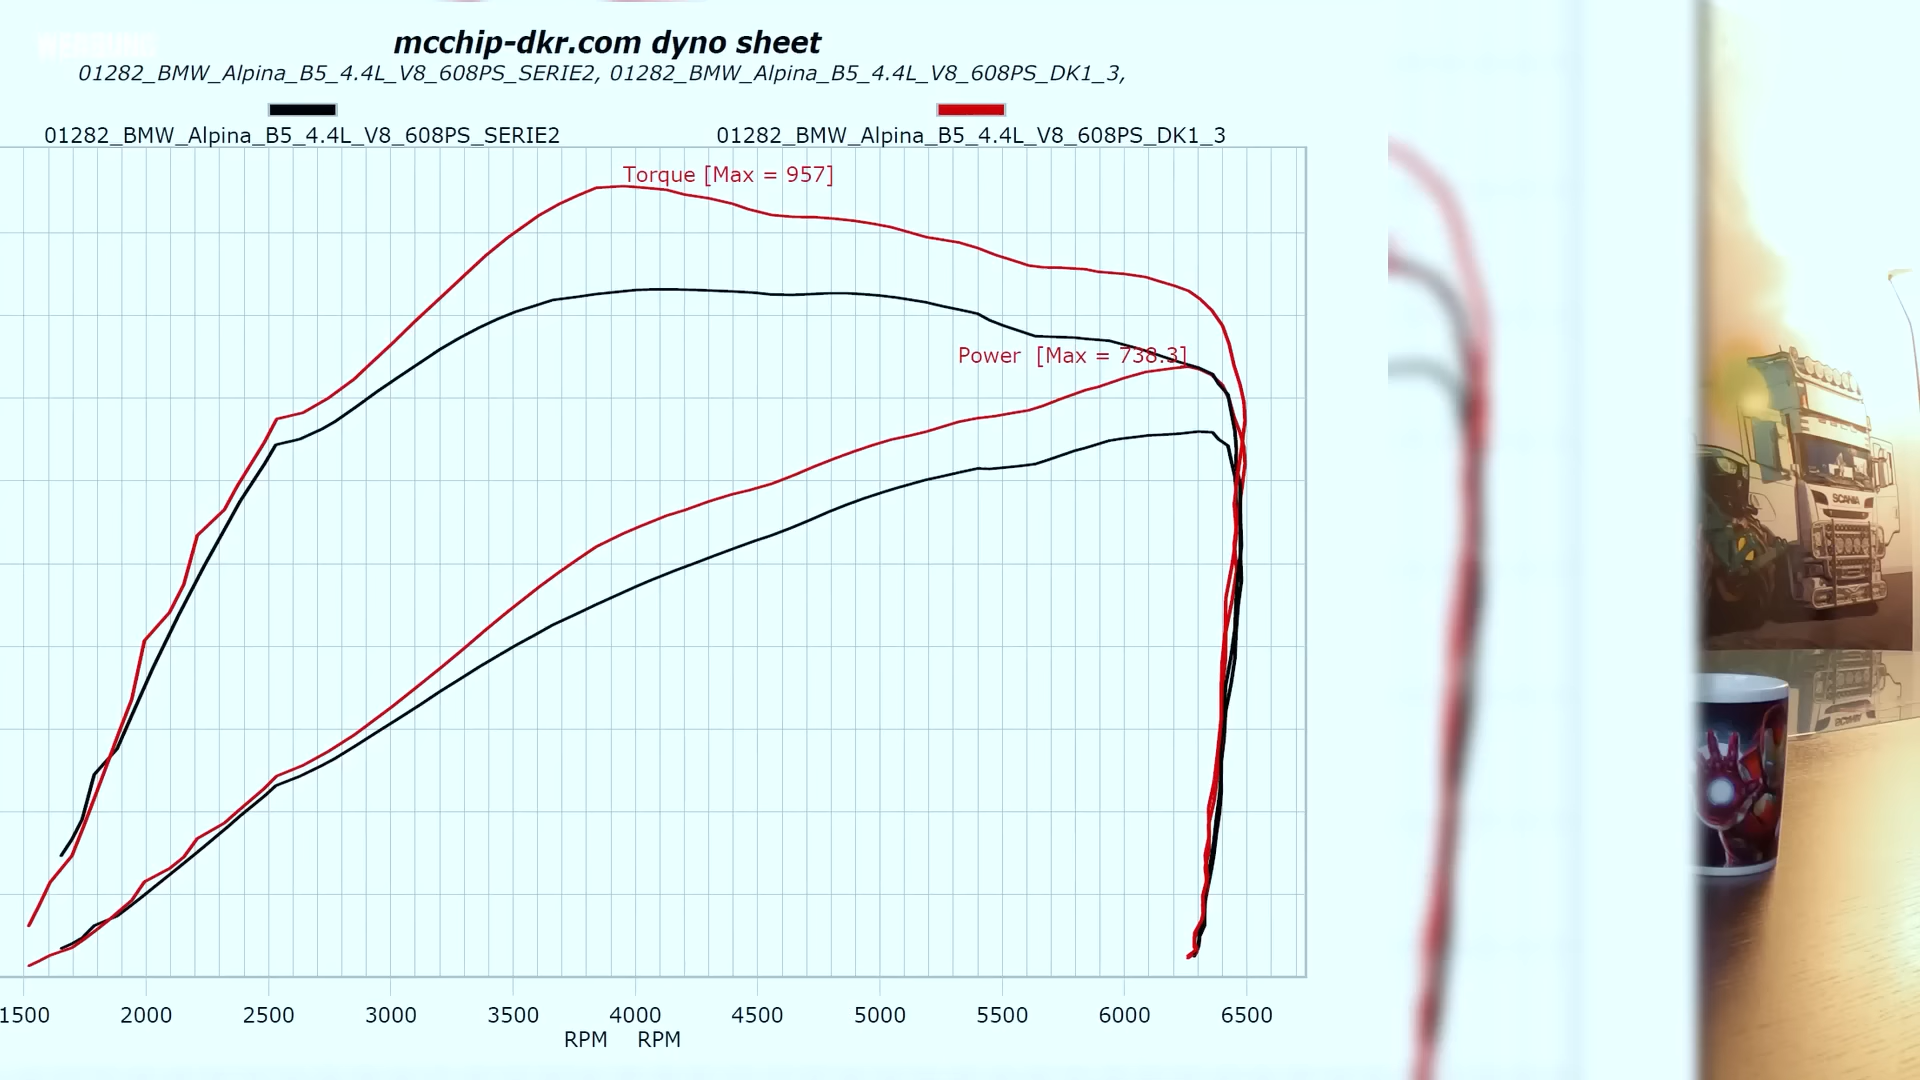 mcchip-dkr.com dyno sheet
01282_BMW_Alpina_B5_4.4L_V8_608PS_SERIE2, 01282_BMW_Alpina_B5_4.4L_V8_608PS_DK1_3,
01282_BMW_Alpina_B5_4.4L_V8_608PS_SERIE2 01282_BMW_Alpina_B5_4.4L_V8_608PS_DK1_3
Torque [Max = 957]
Power [Max = 738.3]
1500 2000 2500 3000 3500 4000 4500 5000 5500 6000 6500
RPM RPM
SCANIA